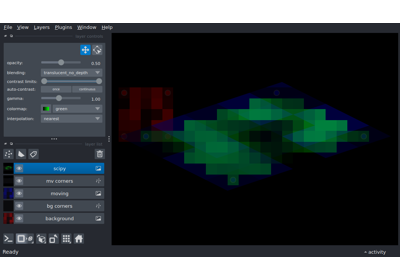 File View Layers Plugins Window Help
opacity: 0.50
blending: translucent_no_depth
contrast limits:
auto-contrast: once continuous
gamma: 1.00
colormap: green
interpolation: nearest
scipy
mv corners
moving
bg corners
background
Ready activity